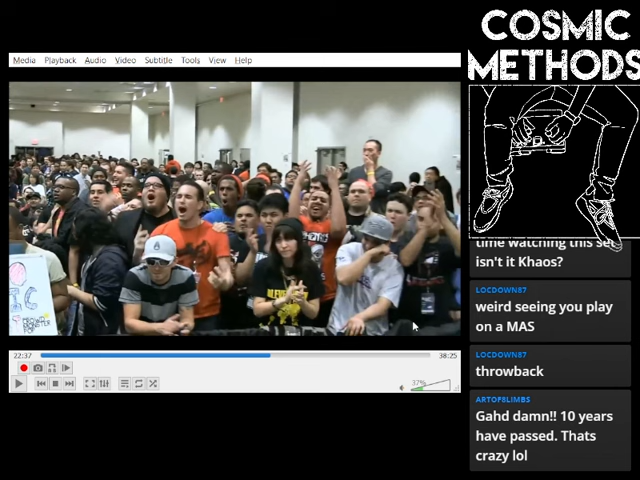 COSMIC
METHODS
Media Playback Audio Video Subtitle Tools View Help
22:37
38:25
37%
time watching this set
isn't it Khaos?
LOCDOWN87
weird seeing you play
on a MAS
LOCDOWN87
throwback
ARTOF8LIMBS
Gahd damn!! 10 years
have passed. Thats
crazy lol